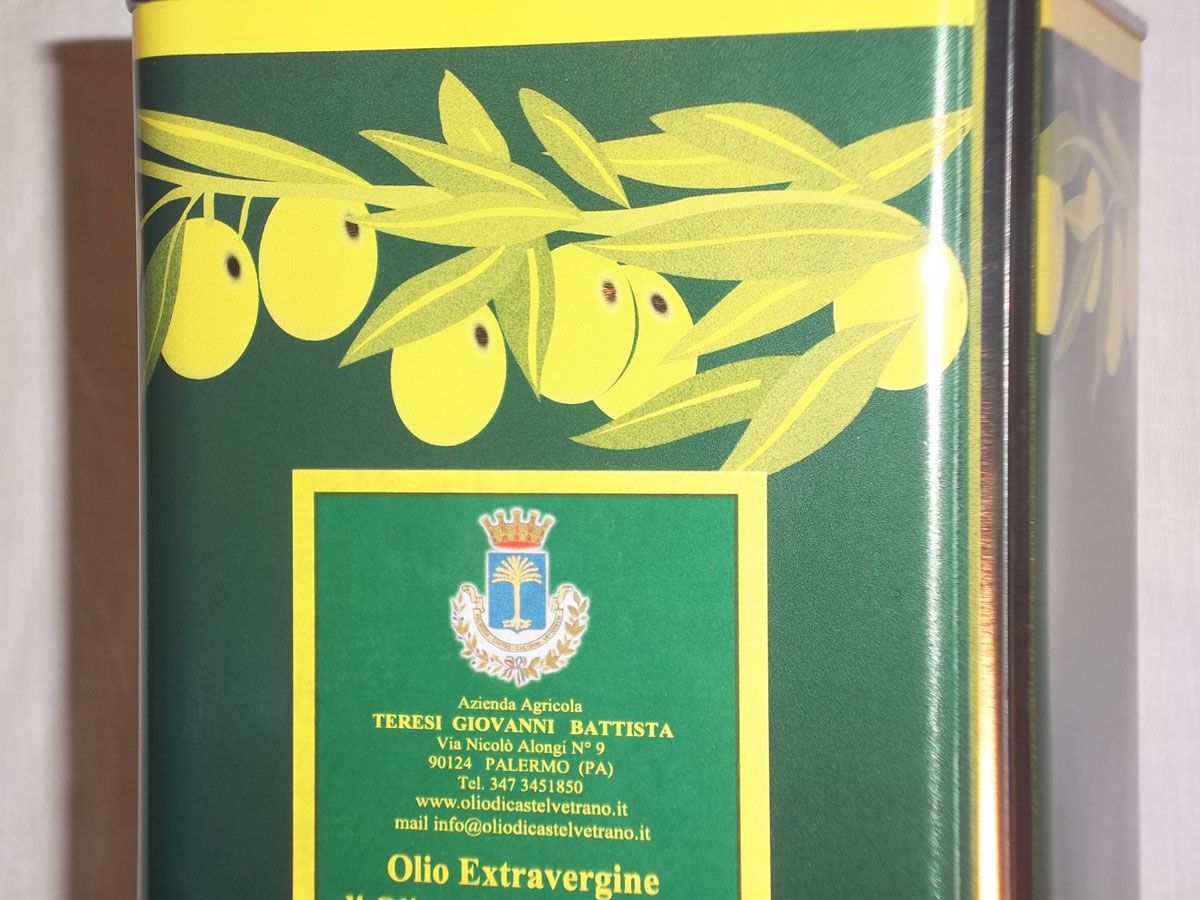 Azienda Agricola
TERESI GIOVANNI BATTISTA
Via Nicolò Alongi N° 9
90124 PALERMO (PA)
Tel. 347 3451850
www.oliodicastelvetrano.it
mail info@oliodicastelvetrano.it
Olio Extravergine